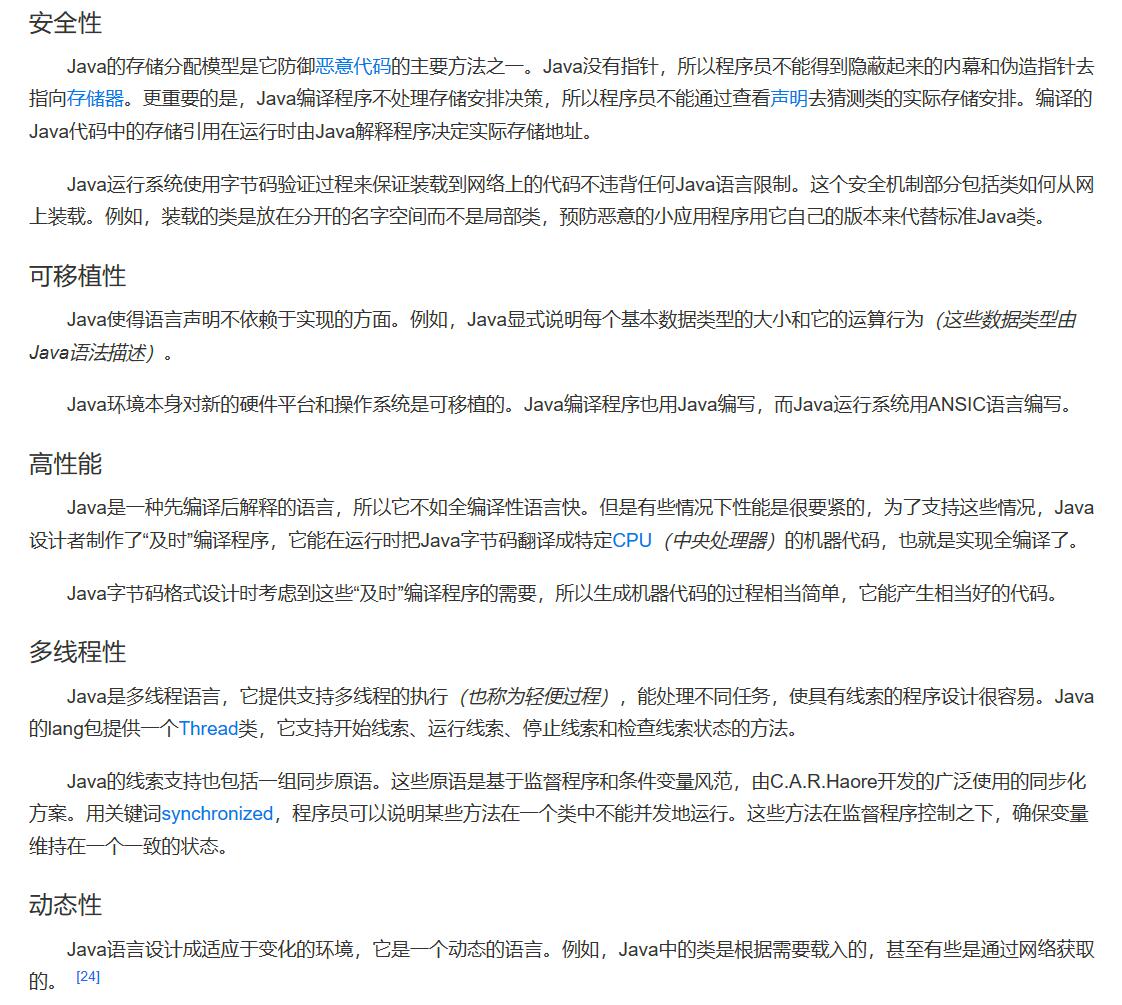 安全性
Java的存储分配模型是它防御恶意代码的主要方法之一。Java没有指针，所以程序员不能得到隐蔽起来的内幕和伪造指针去
指向存储器。更重要的是，Java编译程序不处理存储安排决策，所以程序员不能通过查看声明去猜测类的实际存储安排。编译的
Java代码中的存储引用在运行时由Java解释程序决定实际存储地址。
Java运行系统使用字节码验证过程来保证装载到网络上的代码不违背任何Java语言限制。这个安全机制部分包括类如何从网
上装载。例如，装载的类是放在分开的名字空间而不是局部类，预防恶意的小应用程序用它自己的版本来代替标准Java类。
可移植性
Java使得语言声明不依赖于实现的方面。例如，Java显式说明每个基本数据类型的大小和它的运算行为（这些数据类型由
Java语法描述）。
Java环境本身对新的硬件平台和操作系统是可移植的。Java编译程序也用Java编写，而Java运行系统用ANSIC语言编写。
高性能
Java是一种先编译后解释的语言，所以它不如全编译性语言快。但是有些情况下性能是很要紧的，为了支持这些情况，Java
设计者制作了“及时”编译程序，它能在运行时把Java字节码翻译成特定CPU（中央处理器）的机器代码，也就是实现全编译了。
Java字节码格式设计时考虑到这些“及时”编译程序的需要，所以生成机器代码的过程相当简单，它能产生相当好的代码。
多线程性
Java是多线程语言，它提供支持多线程的执行（也称为轻便过程），能处理不同任务，使具有线索的程序设计很容易。Java
的lang包提供一个Thread类，它支持开始线索、运行线索、停止线索和检查线索状态的方法。
Java的线索支持也包括一组同步原语。这些原语是基于监督程序和条件变量风范，由C.A.R.Haore开发的广泛使用的同步化
方案。用关键词synchronized，程序员可以说明某些方法在一个类中不能并发地运行。这些方法在监督程序控制之下，确保变量
维持在一个一致的状态。
动态性
Java语言设计成适应于变化的环境，它是一个动态的语言。例如，Java中的类是根据需要载入的，甚至有些是通过网络获取
的。 [24]